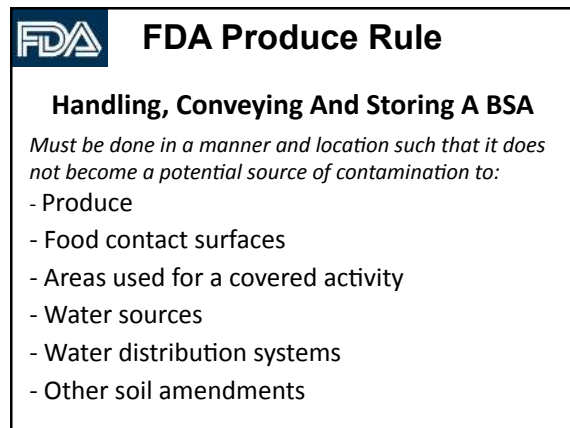 FDA FDA Produce Rule
Handling, Conveying And Storing A BSA
Must be done in a manner and location such that it does
not become a potential source of contamination to:
- Produce
- Food contact surfaces
- Areas used for a covered activity
- Water sources
- Water distribution systems
- Other soil amendments